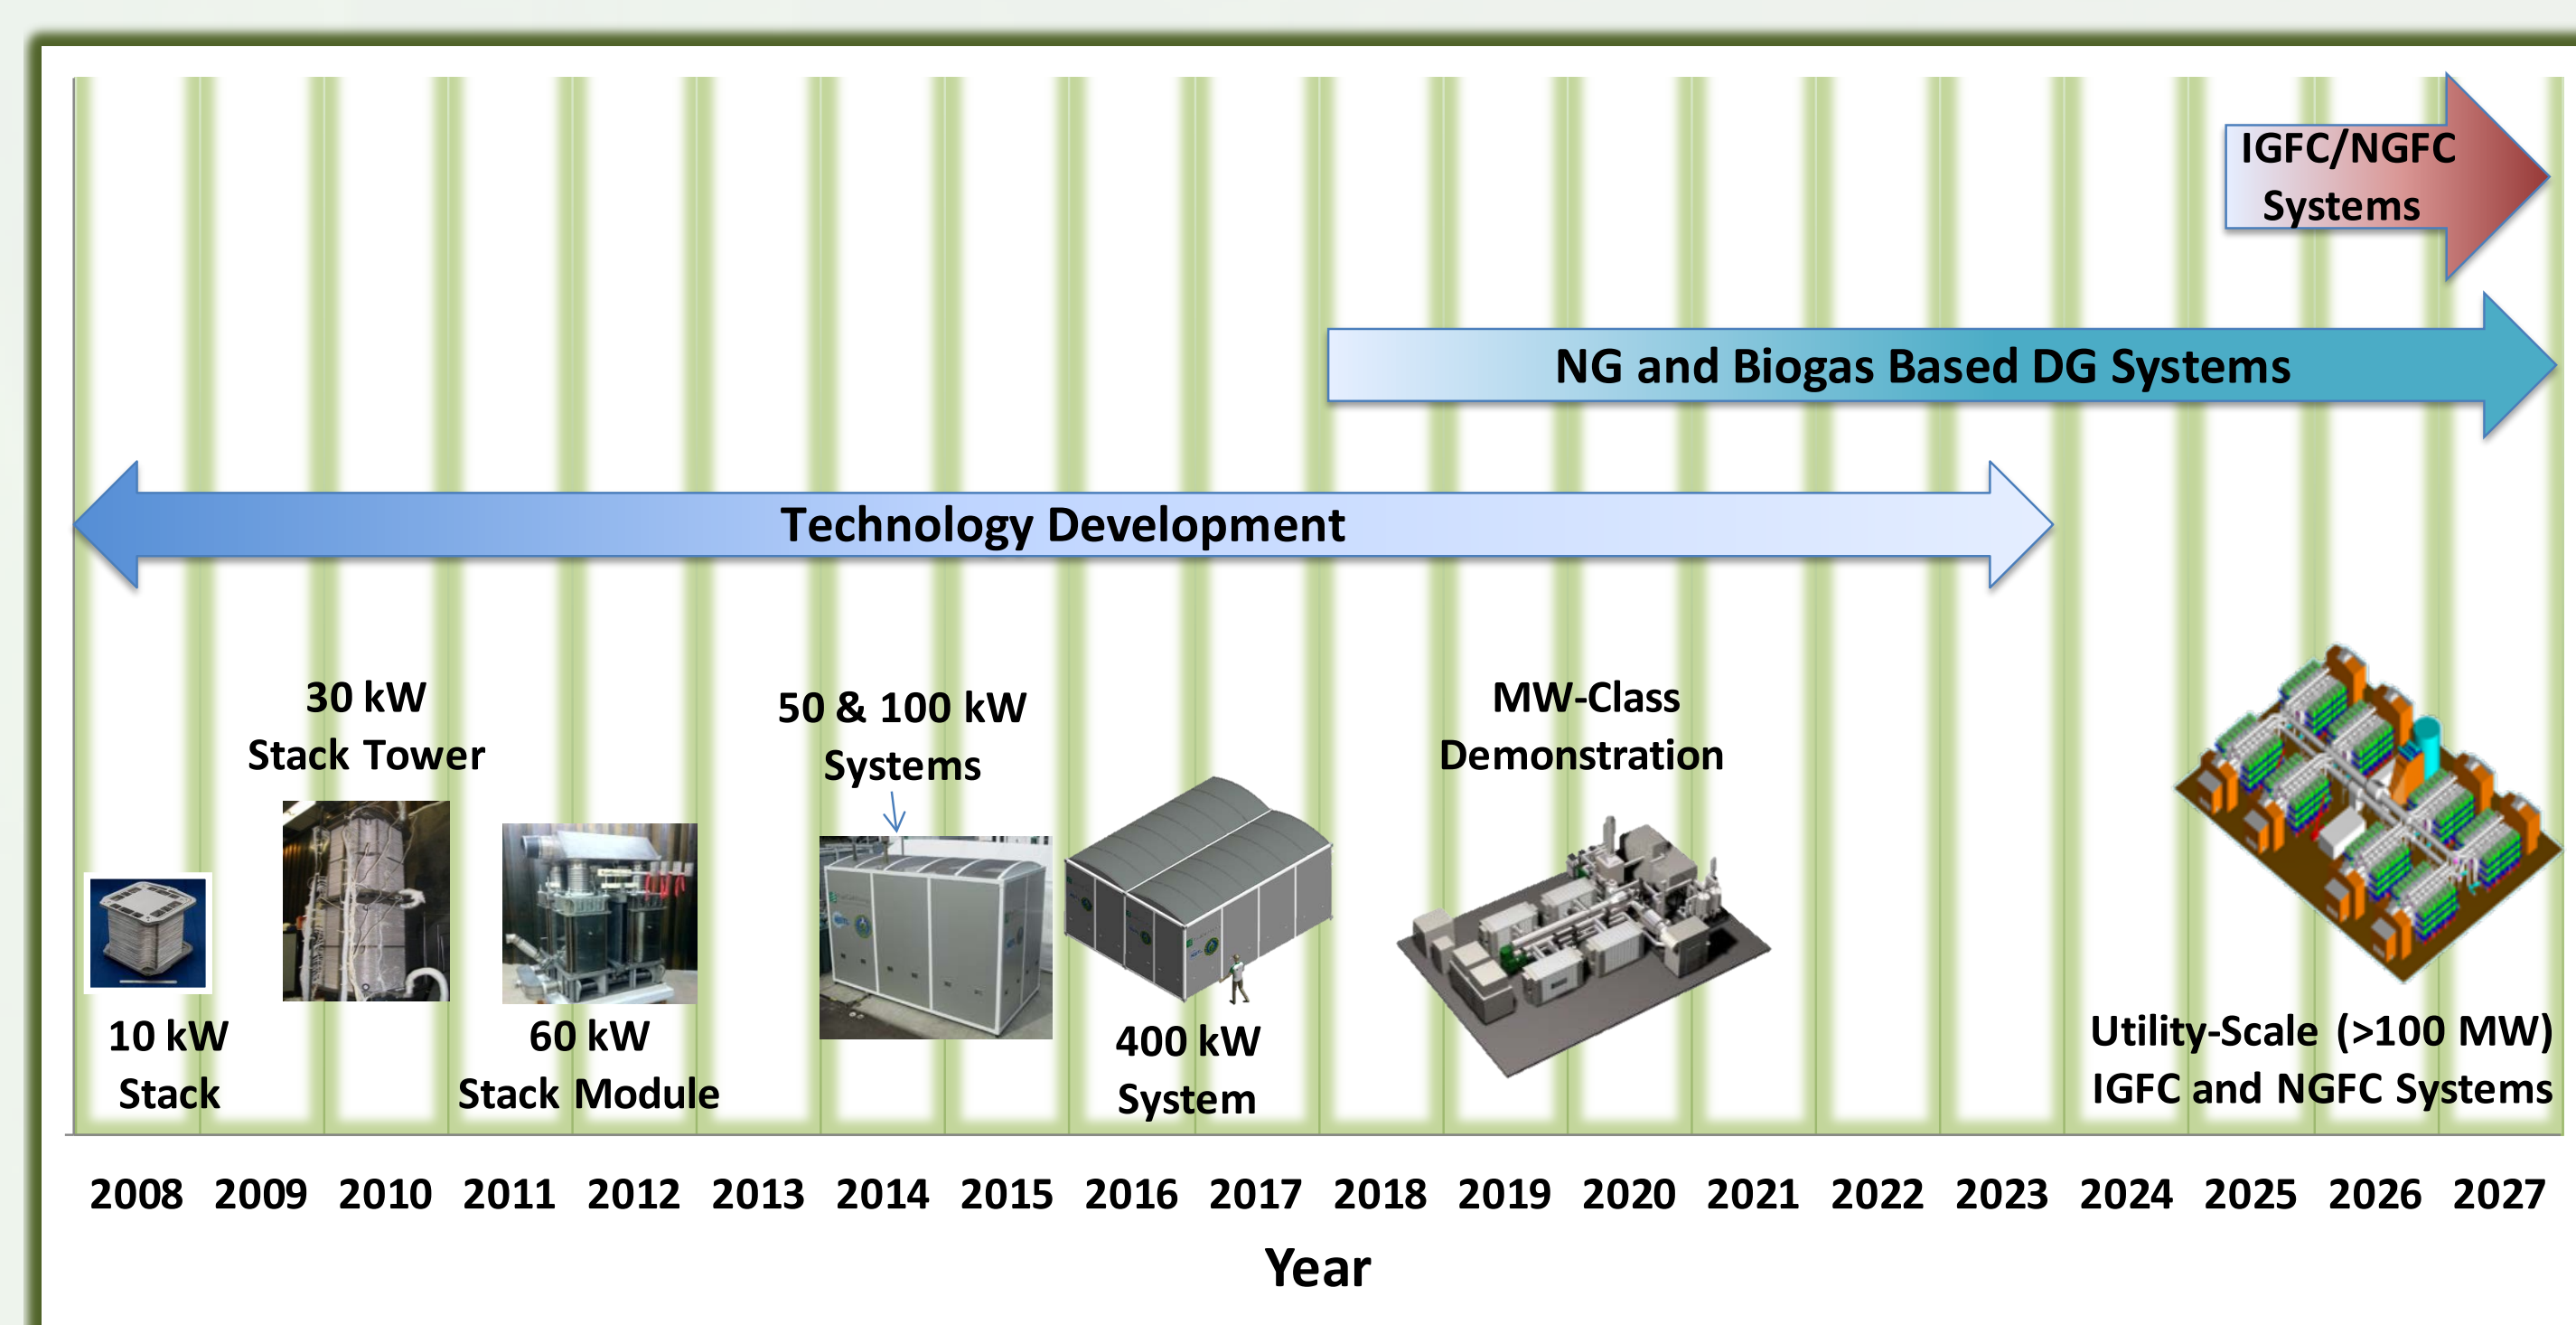 IGFC/NGFC
Systems
NG and Biogas Based DG Systems
Technology Development
30 kW
Stack Tower
50 & 100 kW
Systems
MW-Class
Demonstration
10 kW
Stack
60 kW
Stack Module
400 kW
System
Utility-Scale (>100 MW)
IGFC and NGFC Systems
2008 2009 2010 2011 2012 2013 2014 2015 2016 2017 2018 2019 2020 2021 2022 2023 2024 2025 2026 2027
Year